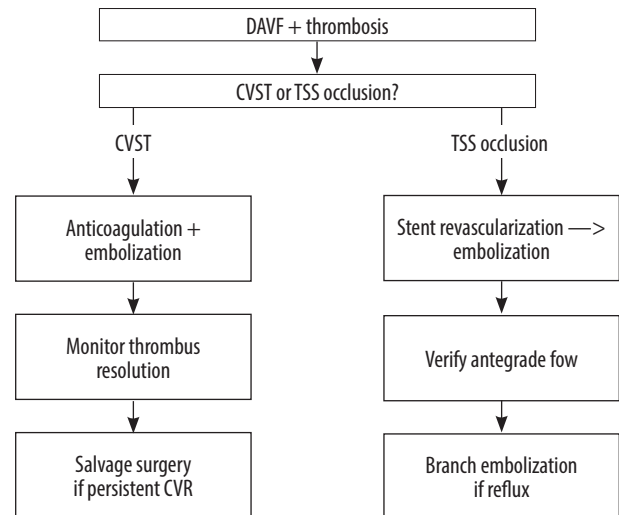 DAVF + thrombosis
CVST or TSS occlusion?
CVST
TSS occlusion
Anticoagulation +
embolization
Stent revascularization —>
embolization
Monitor thrombus
resolution
Verify antegrade fow
Salvage surgery
if persistent CVR
Branch embolization
if reflux